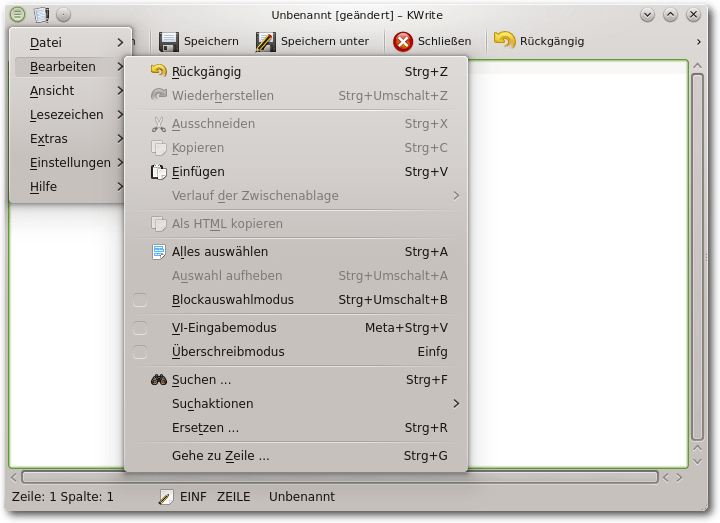 Unbenannt [geändert] – KWrite
Speichern Speichern unter Schließen Rückgängig
Datei
Bearbeiten
Ansicht
Lesezeichen
Extras
Einstellungen
Hilfe
Rückgängig Strg+Z
Wiederherstellen Strg+Umschalt+Z
Ausschneiden Strg+X
Kopieren Strg+C
Einfügen Strg+V
Verlauf der Zwischenablage
Als HTML kopieren
Alles auswählen Strg+A
Auswahl aufheben Strg+Umschalt+A
Blockauswahlmodus Strg+Umschalt+B
VI-Eingabemodus Meta+Strg+V
Überschreibmodus Einfg
Suchen ... Strg+F
Suchaktionen
Ersetzen ... Strg+R
Gehe zu Zeile ... Strg+G
Zeile: 1 Spalte: 1 EINF ZEILE Unbenannt